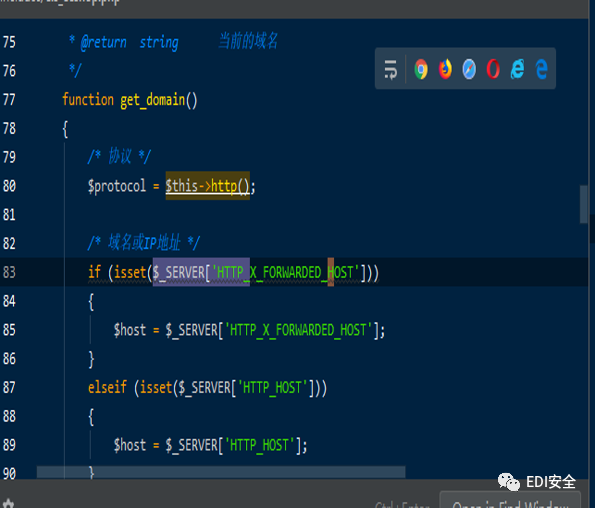 75 * @return string 当前的域名
76 */
77 function get_domain()
78 {
79 /* 协议 */
80 $protocol = $this->http();
81
82 /* 域名或IP地址 */
83 if (isset($_SERVER['HTTP_X_FORWARDED_HOST']))
84 {
85 $host = $_SERVER['HTTP_X_FORWARDED_HOST'];
86 }
87 elseif (isset($_SERVER['HTTP_HOST']))
88 {
89 $host = $_SERVER['HTTP_HOST'];
90 }
EDI安全
Ctrl+Enter Open in Find Window